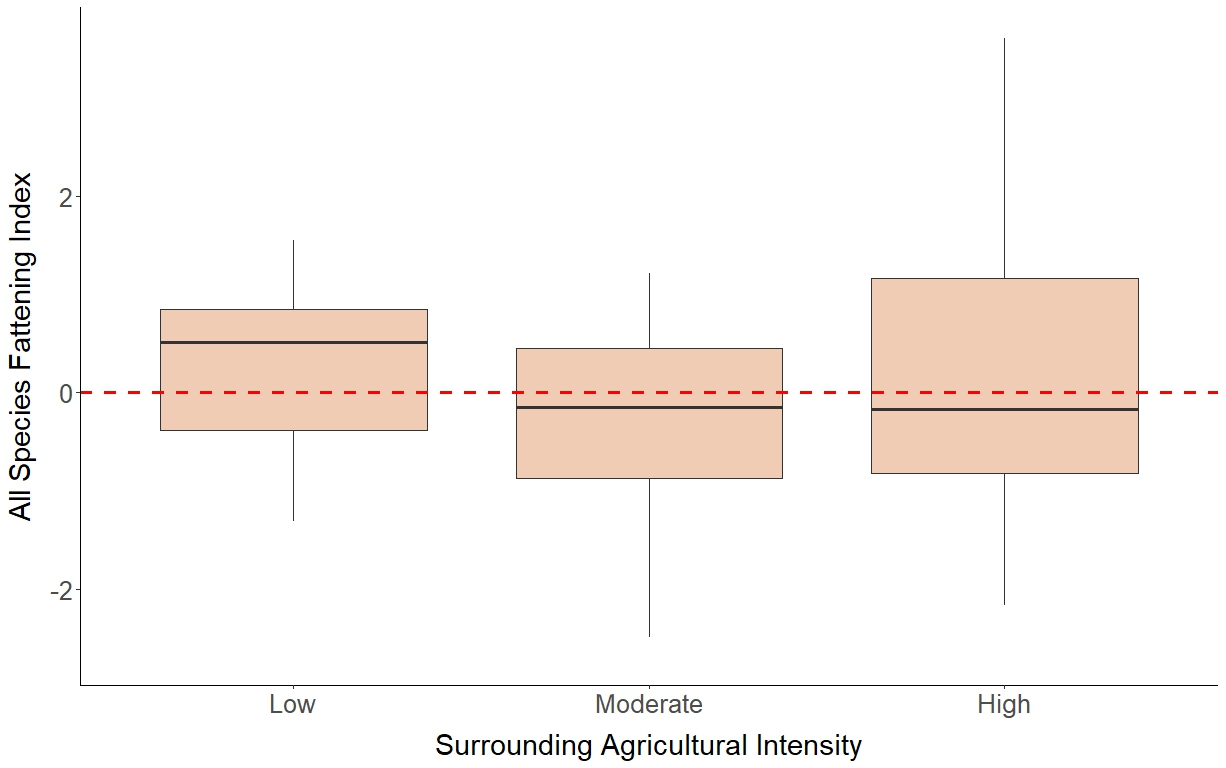 All Species Fattening Index
2
0
-2
Low Moderate High
Surrounding Agricultural Intensity